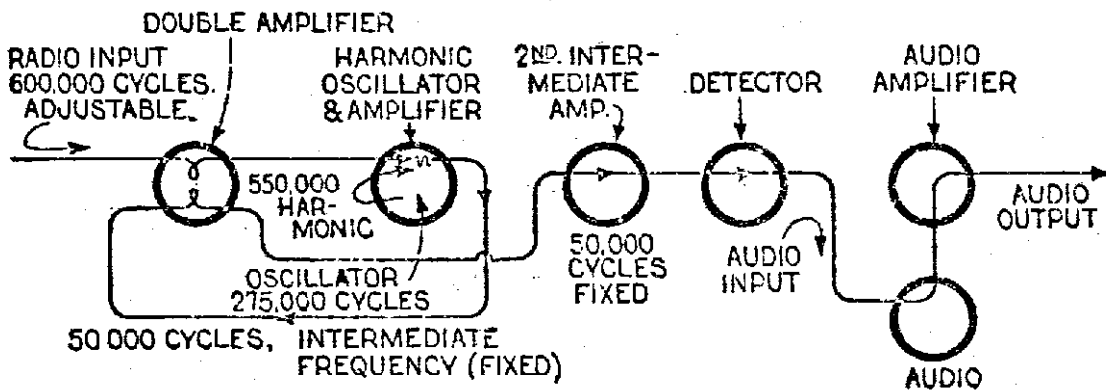 DOUBLE AMPLIFIER
RADIO INPUT
600,000 CYCLES.
ADJUSTABLE.
HARMONIC
OSCILLATOR
& AMPLIFIER
2ND. INTER-
MEDIATE
AMP.
DETECTOR
AUDIO
AMPLIFIER
550,000
HAR-
MONIC
OSCILLATOR
275,000 CYCLES
50 000 CYCLES, INTERMEDIATE
FREQUENCY (FIXED)
50,000
CYCLES
FIXED
AUDIO
INPUT
AUDIO
OUTPUT
AUDIO